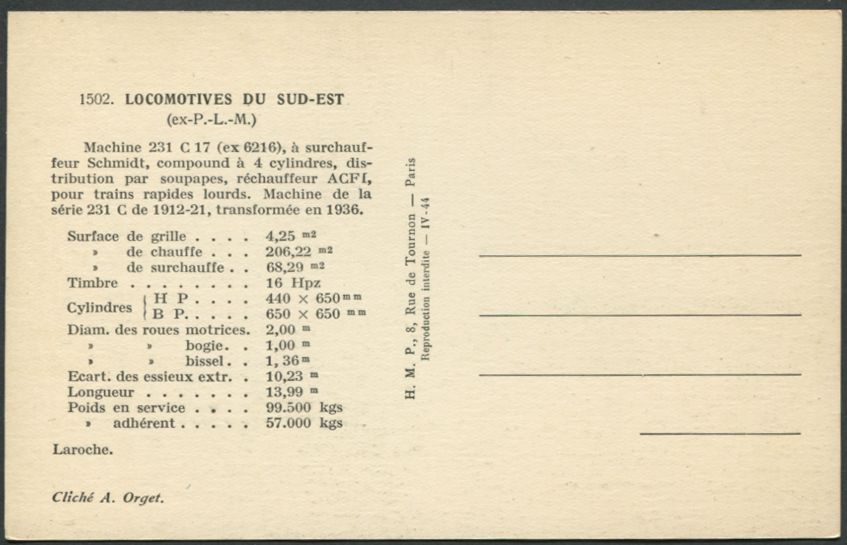 1502. LOCOMOTIVES DU SUD-EST
(ex-P.-L.-M.)
Machine 231 C 17 (ex 6216), à surchauf-
feur Schmidt, compound à 4 cylindres, dis-
tribution par soupapes, réchauffeur ACFI,
pour trains rapides lourds. Machine de la
série 231 C de 1912-21, transformée en 1936.
Surface de grille . . . . 4,25 m2
» de chauffe . . . 206,22 m2
» de surchauffe . . 68,29 m2
Timbre . . . . . . . . 16 Hpz
Cylindres { H P . . . . 440 × 650 mm
B P. . . . . 650 × 650 mm
Diam. des roues motrices. 2,00 m
» » bogie. . 1,00 m
» » bissel . . 1,36 m
Ecart. des essieux extr. . 10,23 m
Longueur . . . . . . . 13,99 m
Poids en service . . . . 99.500 kgs
» adhérent . . . . . 57.000 kgs
Laroche.
Cliché A. Orget.
H. M. P., 8, Rue de Tournon — Paris
Reproduction interdite — IV-44